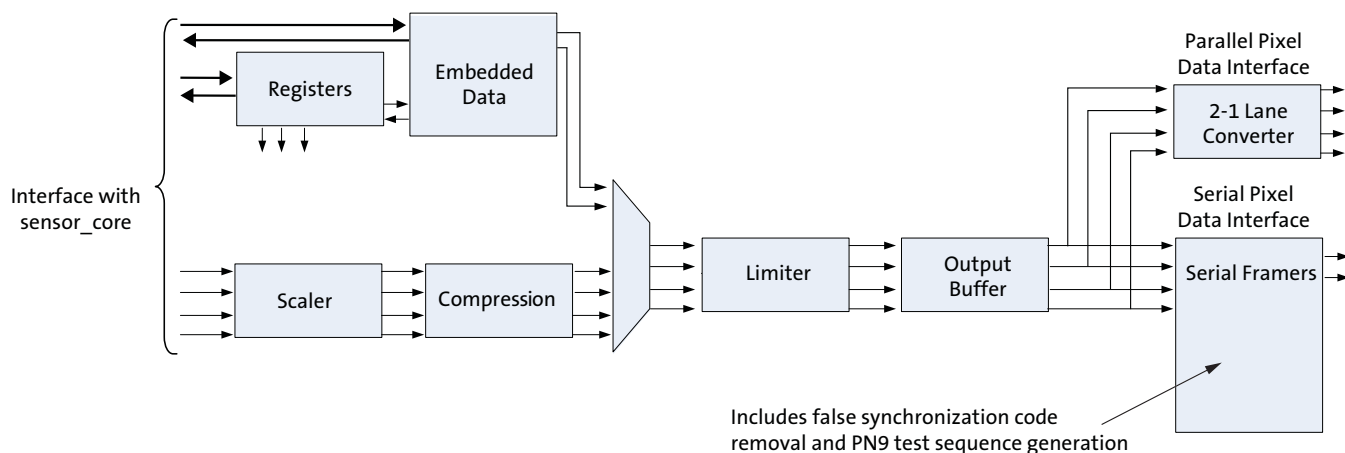 Interface with
sensor_core
Registers
Embedded
Data
Scaler
Compression
Limiter
Output
Buffer
Parallel Pixel
Data Interface
2-1 Lane
Converter
Serial Pixel
Data Interface
Serial Framers
Includes false synchronization code
removal and PN9 test sequence generation